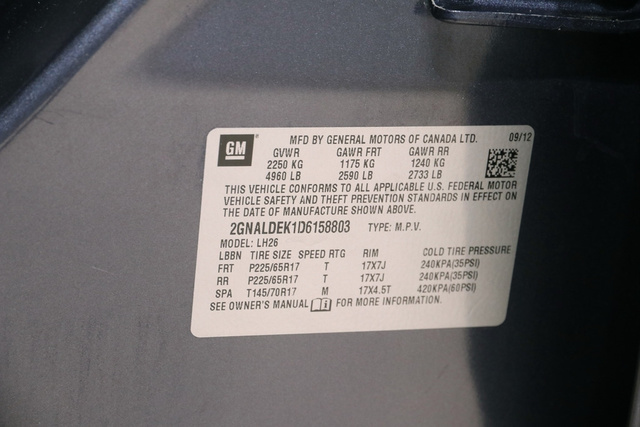 GM MFD BY GENERAL MOTORS OF CANADA LTD. 09/12
GVWR GAWR FRT GAWR RR
2250 KG 1175 KG 1240 KG
4960 LB 2590 LB 2733 LB
THIS VEHICLE CONFORMS TO ALL APPLICABLE U.S. FEDERAL MOTOR
VEHICLE SAFETY AND THEFT PREVENTION STANDARDS IN EFFECT ON
THE DATE OF MANUFACTURE SHOWN ABOVE.
2GNALDEK1D6158803 TYPE: M.P.V.
MODEL: LH26
LBBN TIRE SIZE SPEED RTG RIM COLD TIRE PRESSURE
FRT P225/65R17 T 17X7J 240KPA(35PSI)
RR P225/65R17 T 17X7J 240KPA(35PSI)
SPA T145/70R17 M 17X4.5T 420KPA(60PSI)
SEE OWNER'S MANUAL i FOR MORE INFORMATION.